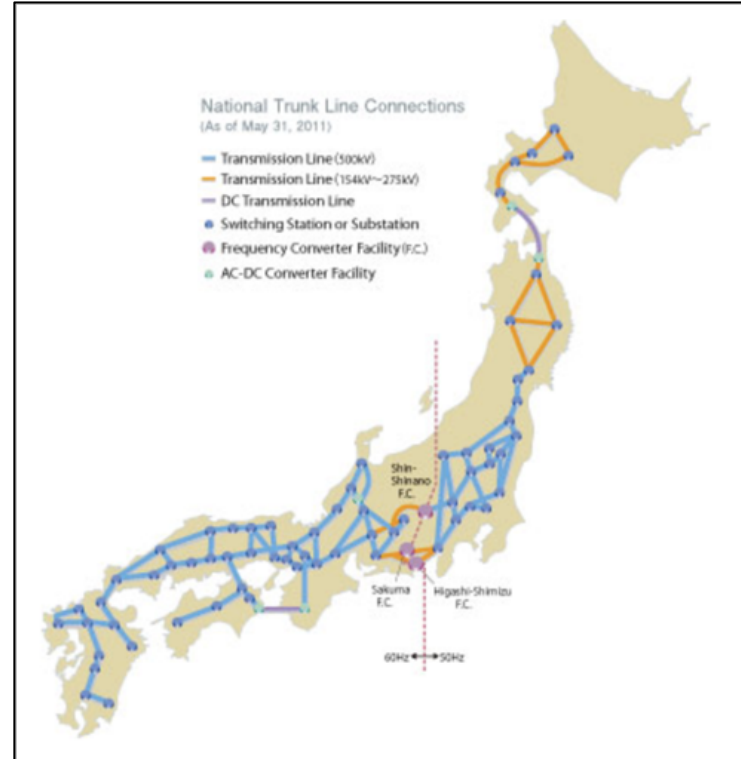 National Trunk Line Connections
(As of May 31, 2011)
Transmission Line (500kV)
Transmission Line (154kV～275kV)
DC Transmission Line
Switching Station or Substation
Frequency Converter Facility (F.C.)
AC-DC Converter Facility
Shin-
Shinano
F.C.
Sakuma
F.C.
Higashi-Shimizu
F.C.
60Hz
50Hz